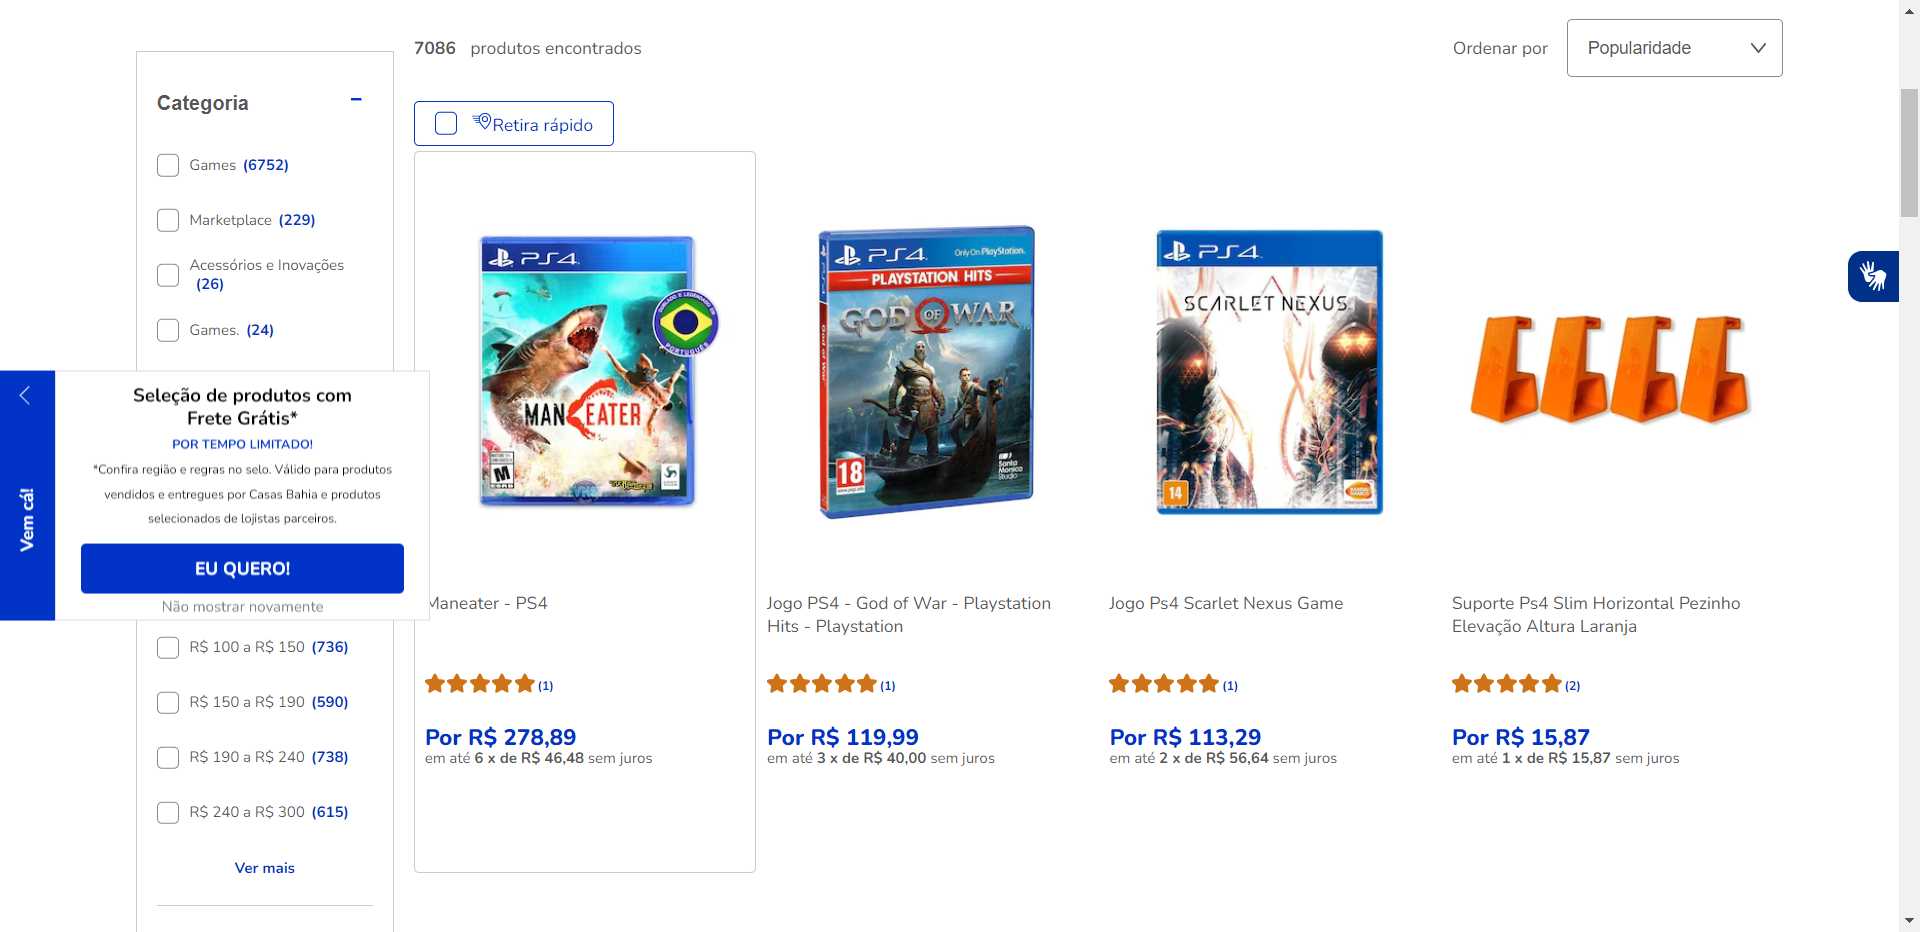 7086 produtos encontrados
Ordenar por
Popularidade
Categoria
Retira rápido
Games (6752)
Marketplace (229)
Acessórios e Inovações
(26)
Games. (24)
Vem cá!
Seleção de produtos com
Frete Grátis*
POR TEMPO LIMITADO!
*Confira região e regras no selo. Válido para produtos
vendidos e entregues por Casas Bahia e produtos
selecionados de lojistas parceiros.
EU QUERO!
Não mostrar novamente
R$ 100 a R$ 150 (736)
R$ 150 a R$ 190 (590)
R$ 190 a R$ 240 (738)
R$ 240 a R$ 300 (615)
Ver mais
PS4
MANEATER
PORTUGUÊS
M
Maneater - PS4
(1)
Por R$ 278,89
em até 6 x de R$ 46,48 sem juros
PS4
Only On PlayStation.
PLAYSTATION HITS
GOD OF WAR
God of War
18
Santa
Monica
Studio
Jogo PS4 - God of War - Playstation
Hits - Playstation
(1)
Por R$ 119,99
em até 3 x de R$ 40,00 sem juros
PS4
SCARLET NEXUS
14
Jogo Ps4 Scarlet Nexus Game
(1)
Por R$ 113,29
em até 2 x de R$ 56,64 sem juros
Suporte Ps4 Slim Horizontal Pezinho
Elevação Altura Laranja
(2)
Por R$ 15,87
em até 1 x de R$ 15,87 sem juros